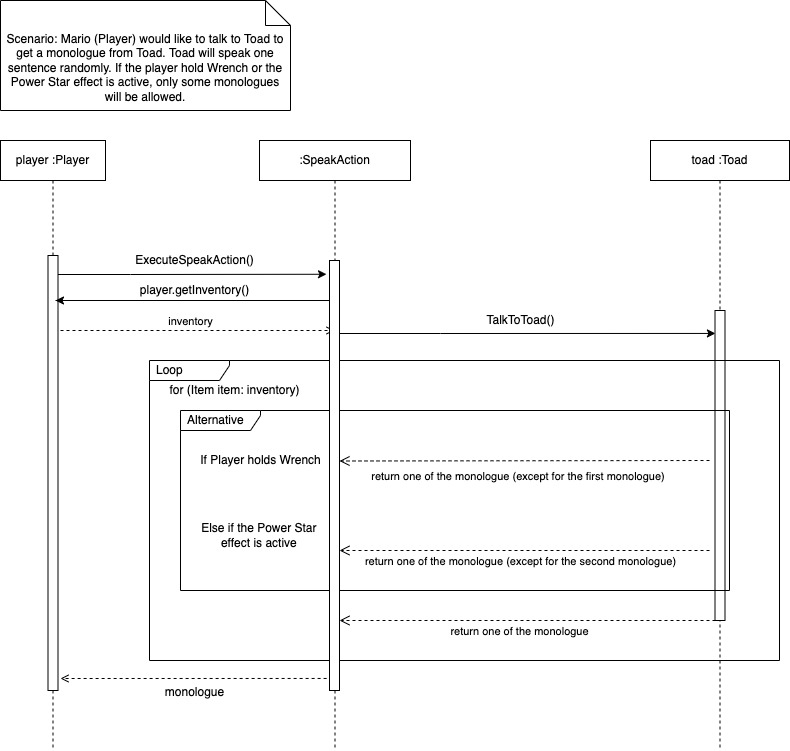 Scenario: Mario (Player) would like to talk to Toad to
get a monologue from Toad. Toad will speak one
sentence randomly. If the player hold Wrench or the
Power Star effect is active, only some monologues
will be allowed.
player :Player
:SpeakAction
toad :Toad
ExecuteSpeakAction()
player.getInventory()
inventory
TalkToToad()
Loop
for (Item item: inventory)
Alternative
If Player holds Wrench
return one of the monologue (except for the first monologue)
Else if the Power Star
effect is active
return one of the monologue (except for the second monologue)
return one of the monologue
monologue